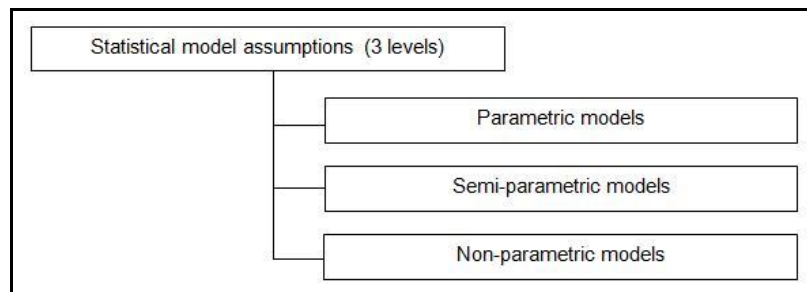 Statistical model assumptions (3 levels)
Parametric models
Semi-parametric models
Non-parametric models